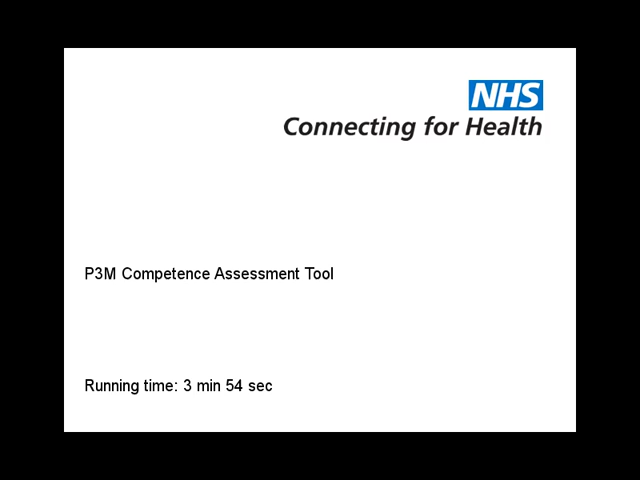 NHS
Connecting for Health
P3M Competence Assessment Tool
Running time: 3 min 54 sec